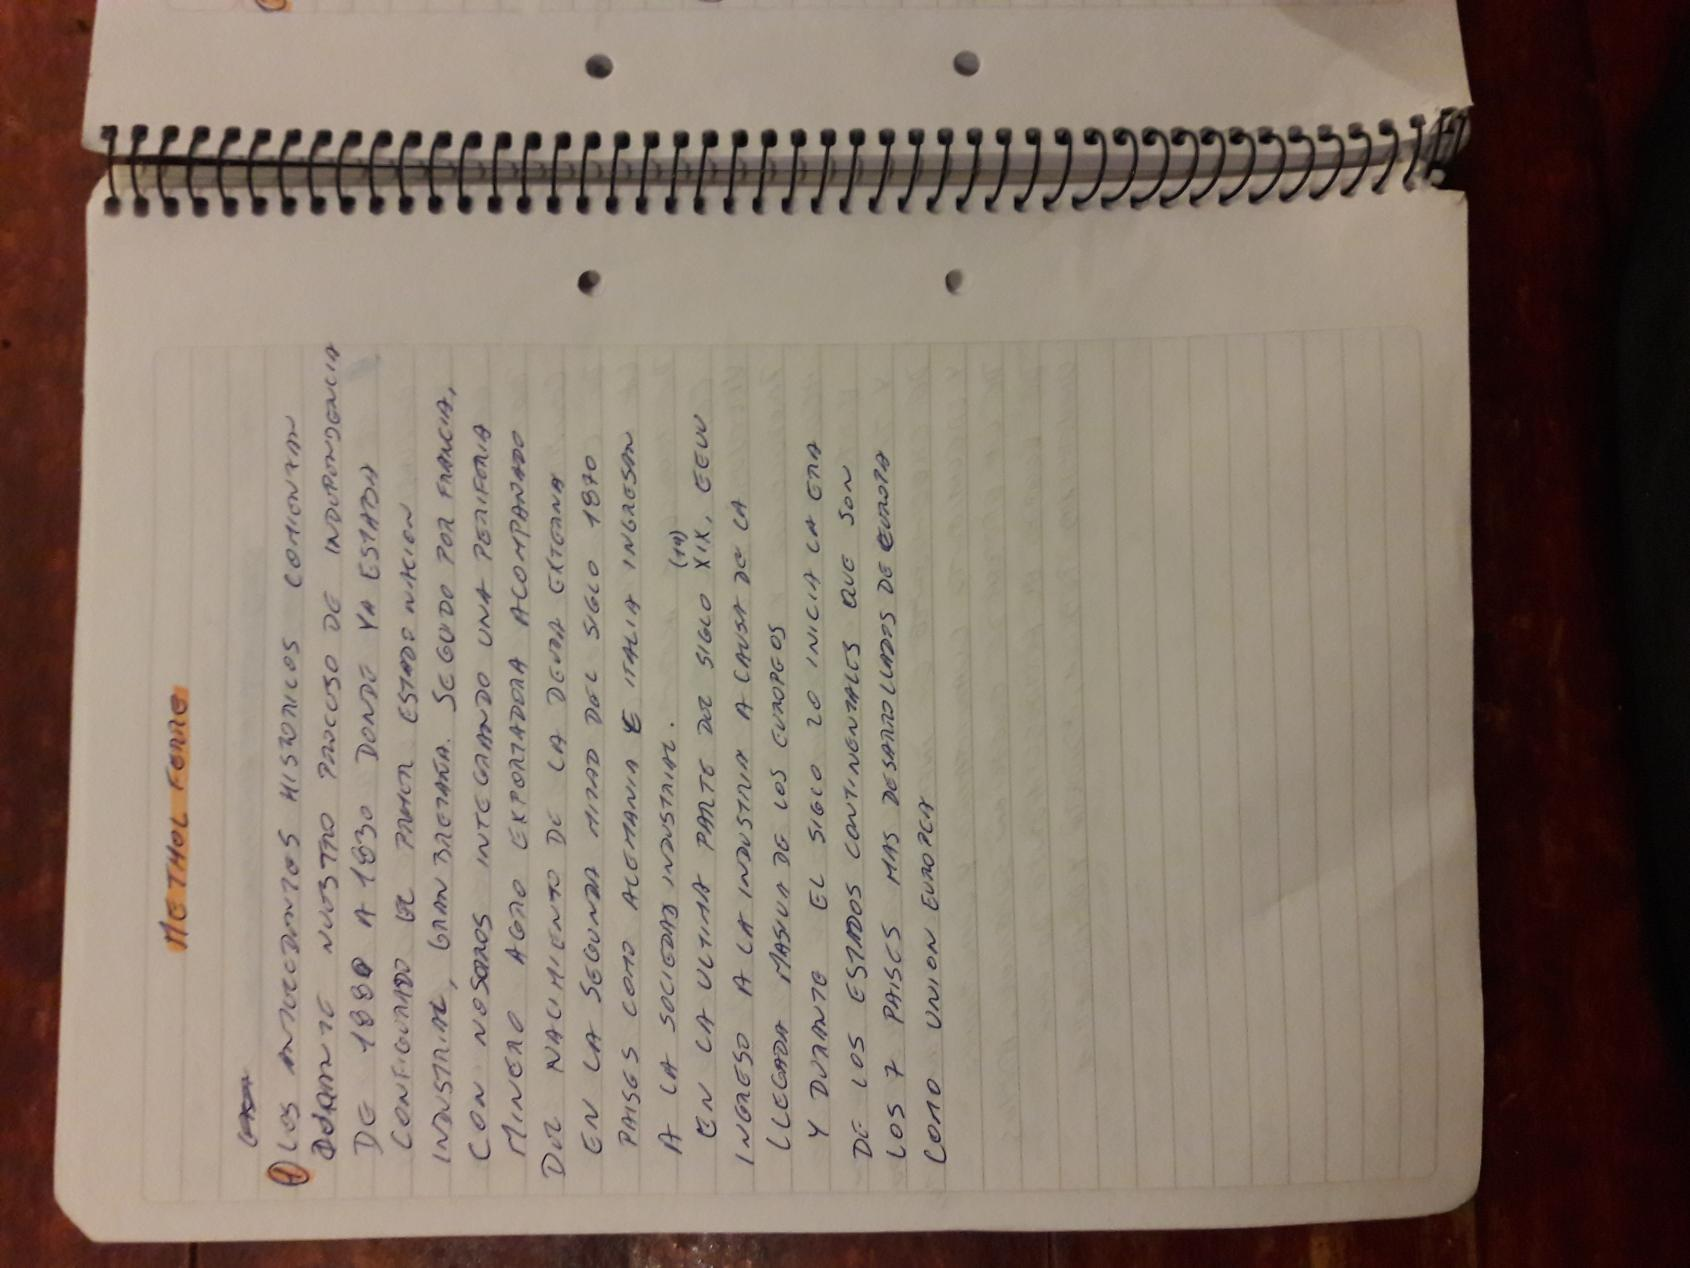 METHOL FERRE
① LOS ANTECEDENTES HISTORICOS COMIENZAN
DURANTE NUESTRO PROCESO DE INDEPENDENCIA
DE 1880 A 1930 DONDE YA ESTABA
CONFIGURADO EL PRIMER ESTADO NACION
INDUSTRIAL, GRAN BRETAÑA. SEGUIDO POR FRANCIA,
CON NOSOTROS INTEGRANDO UNA PERIFERIA
MINERO AGRO EXPORTADORA ACOMPAÑADO
DEL NACIMIENTO DE LA DEUDA EXTERNA
EN LA SEGUNDA MITAD DEL SIGLO 1870
PAISES COMO ALEMANIA E ITALIA INGRESAN
A LA SOCIEDAD INDUSTRIAL.
EN LA ULTIMA PARTE DEL SIGLO XIX (19), EEUU
INGRESO A LA INDUSTRIA A CAUSA DE LA
LLEGADA MASIVA DE LOS EUROPEOS
Y DURANTE EL SIGLO 20 INICIA LA ERA
DE LOS ESTADOS CONTINENTALES QUE SON
LOS 7 PAISES MAS DESARROLLADOS DE EUROPA
COMO UNION EUROPEA